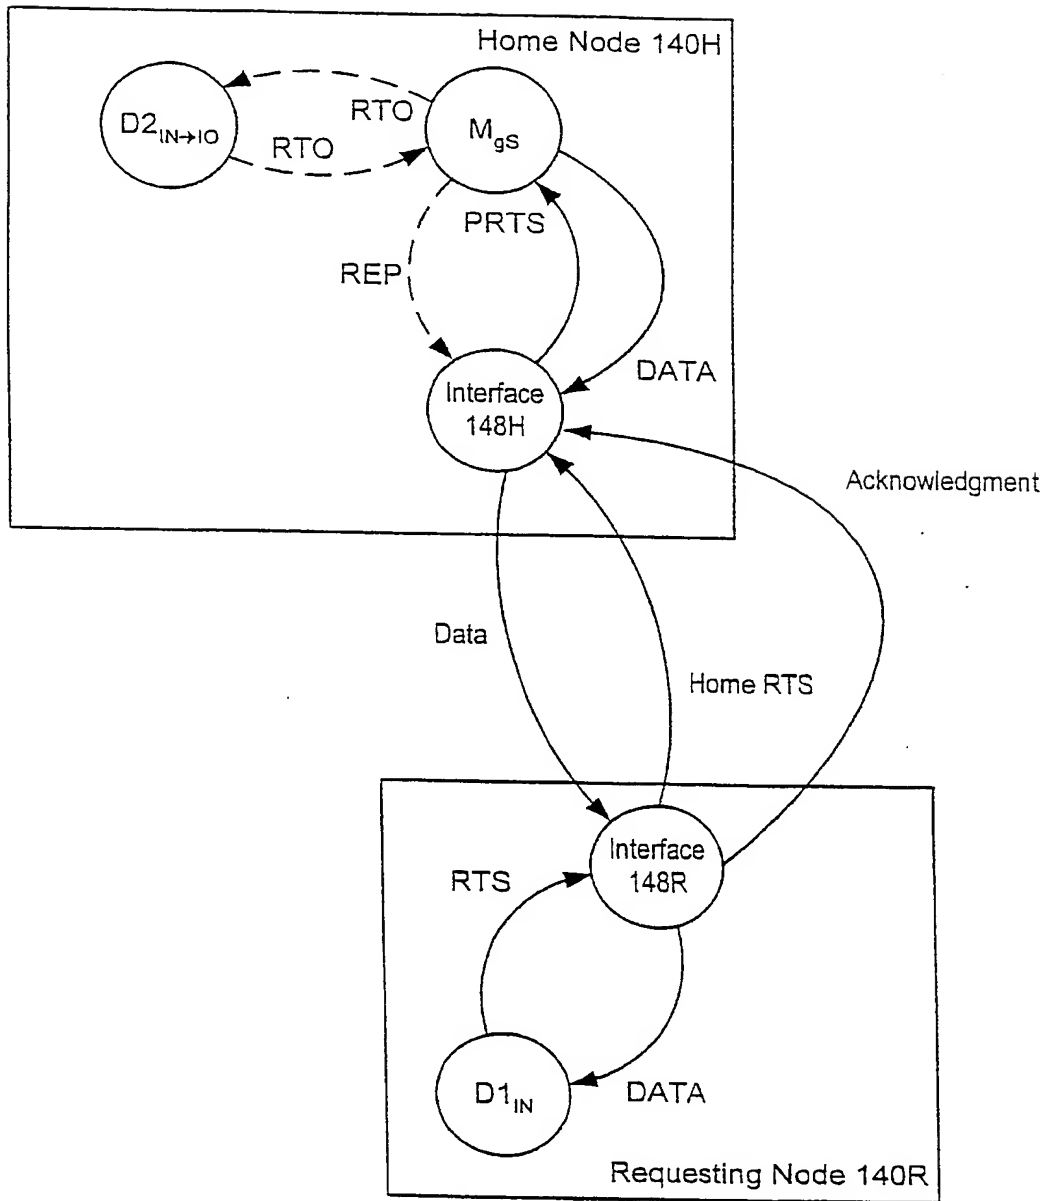 Home Node 140H
D2IN→IO
RTO
RTO
MgS
PRTS
REP
DATA
Interface
148H
Acknowledgment
Data
Home RTS
Interface
148R
RTS
D1IN
DATA
Requesting Node 140R